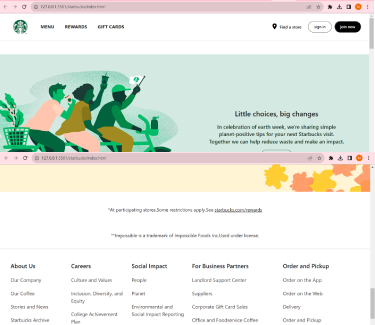 127.0.0.1:5501/starbucks/index.html
MENU REWARDS GIFT CARDS Find a store sign in join now
Little choices, big changes
In celebration of earth week, we're sharing simple
planet-positive tips for your next Starbucks visit.
Together we can help reduce waste and make an impact.
127.0.0.1:5501/starbucks/index.html
*At participating stores.Some restrictions apply.See starbucks.com/rewards
**Impossible is a trademark of Impossible Foods Inc.Used under license.
About Us Careers Social Impact For Business Partners Order and Pickup
Our Company Culture and Values People Landlord Support Center Order on the App
Our Coffee Inclusion, Diversity, and Planet Suppliers Order on the Web
Equity
Stories and News Environmental and Corporate Gift Card Sales Delivery
Starbucks Archive College Achievement Social Impact Reporting Office and Foodservice Coffee Order and Pickup
Plan